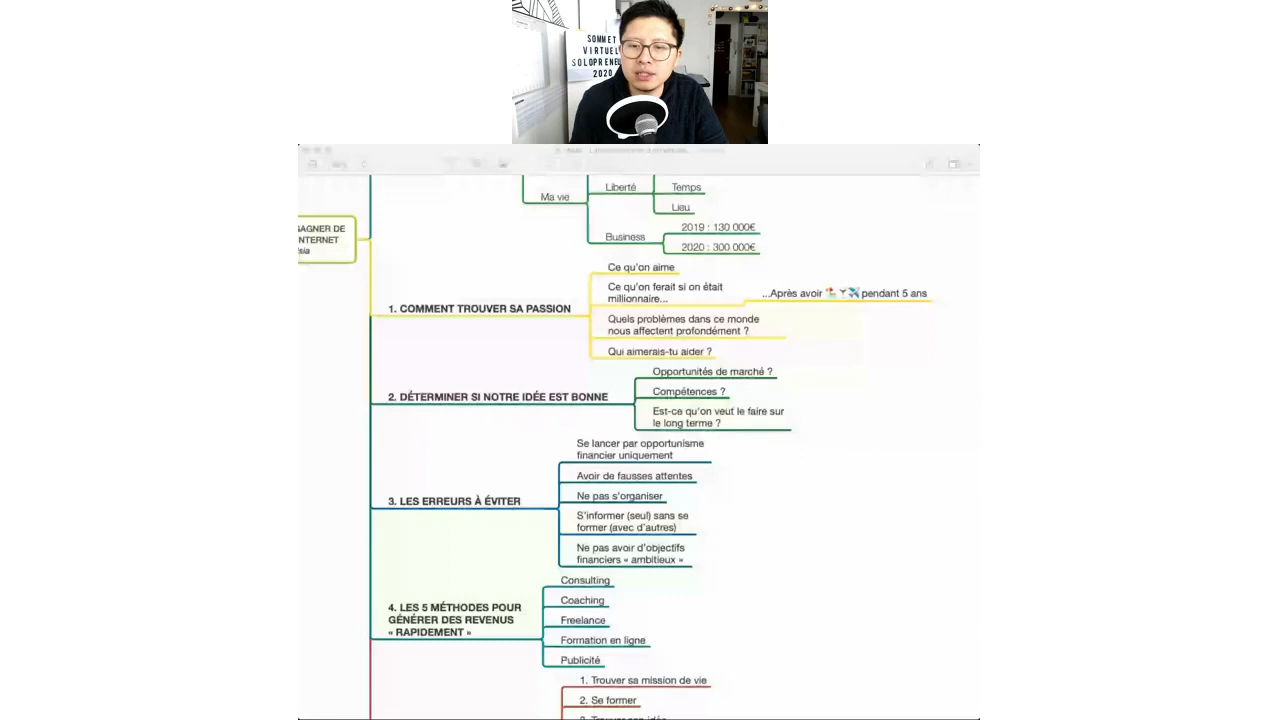 SOMMET
VIRTUEL
SOLOPRENE
2020
Ma vie
Liberté
Temps
Lieu
Business
2019 : 130 000€
2020 : 300 000€
GAGNER DE
INTERNET
1. COMMENT TROUVER SA PASSION
Ce qu'on aime
Ce qu'on ferait si on était
millionnaire...
...Après avoir 🏖️🍸✈️ pendant 5 ans
Quels problèmes dans ce monde
nous affectent profondément ?
Qui aimerais-tu aider ?
2. DÉTERMINER SI NOTRE IDÉE EST BONNE
Opportunités de marché ?
Compétences ?
Est-ce qu'on veut le faire sur
le long terme ?
3. LES ERREURS À ÉVITER
Se lancer par opportunisme
financier uniquement
Avoir de fausses attentes
Ne pas s'organiser
S'informer (seul) sans se
former (avec d'autres)
Ne pas avoir d'objectifs
financiers « ambitieux »
4. LES 5 MÉTHODES POUR
GÉNÉRER DES REVENUS
« RAPIDEMENT »
Consulting
Coaching
Freelance
Formation en ligne
Publicité
1. Trouver sa mission de vie
2. Se former
3. Trouver son idée